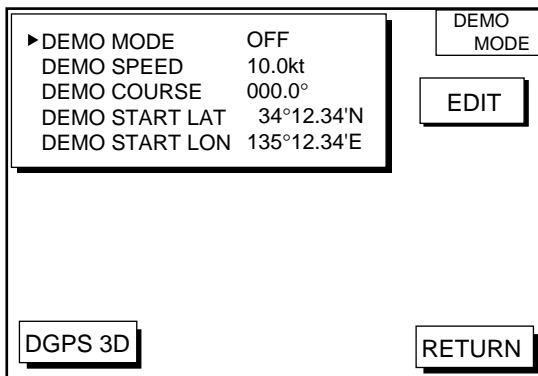 DEMO
MODE
▶DEMO MODE OFF
DEMO SPEED 10.0kt
DEMO COURSE 000.0°
DEMO START LAT 34°12.34'N
DEMO START LON 135°12.34'E
EDIT
DGPS 3D
RETURN